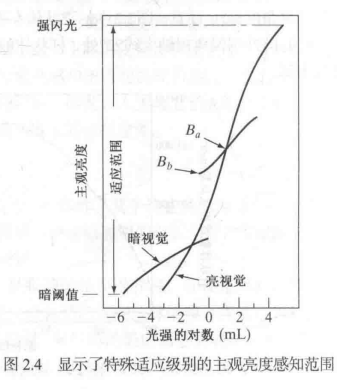 强闪光
主观亮度
适应范围
Ba
Bb
暗视觉
亮视觉
暗阈值
-6 -4 -2 0 2 4
光强的对数 (mL)
图 2.4 显示了特殊适应级别的主观亮度感知范围